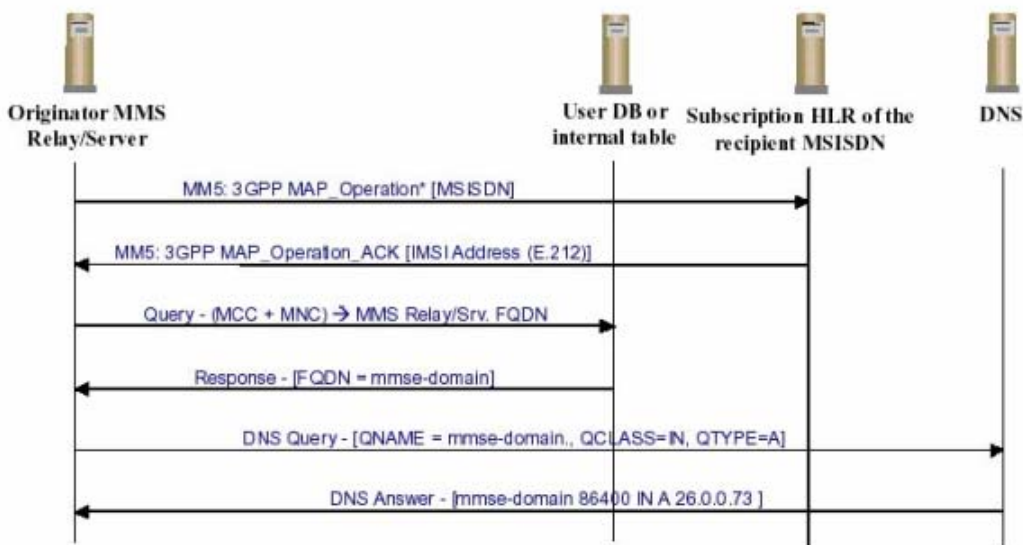 Originator MMS
Relay/Server
User DB or
internal table
Subscription HLR of the
recipient MSISDN
DNS
MM5: 3GPP MAP_Operation* [MSISDN]
MM5: 3GPP MAP_Operation_ACK [IMSI Address (E.212)]
Query - (MCC + MNC) → MMS Relay/Srv. FQDN
Response - [FQDN = mmse-domain]
DNS Query - [QNAME = mmse-domain., QCLASS=IN, QTYPE=A]
DNS Answer - [mmse-domain 86400 IN A 26.0.0.73 ]